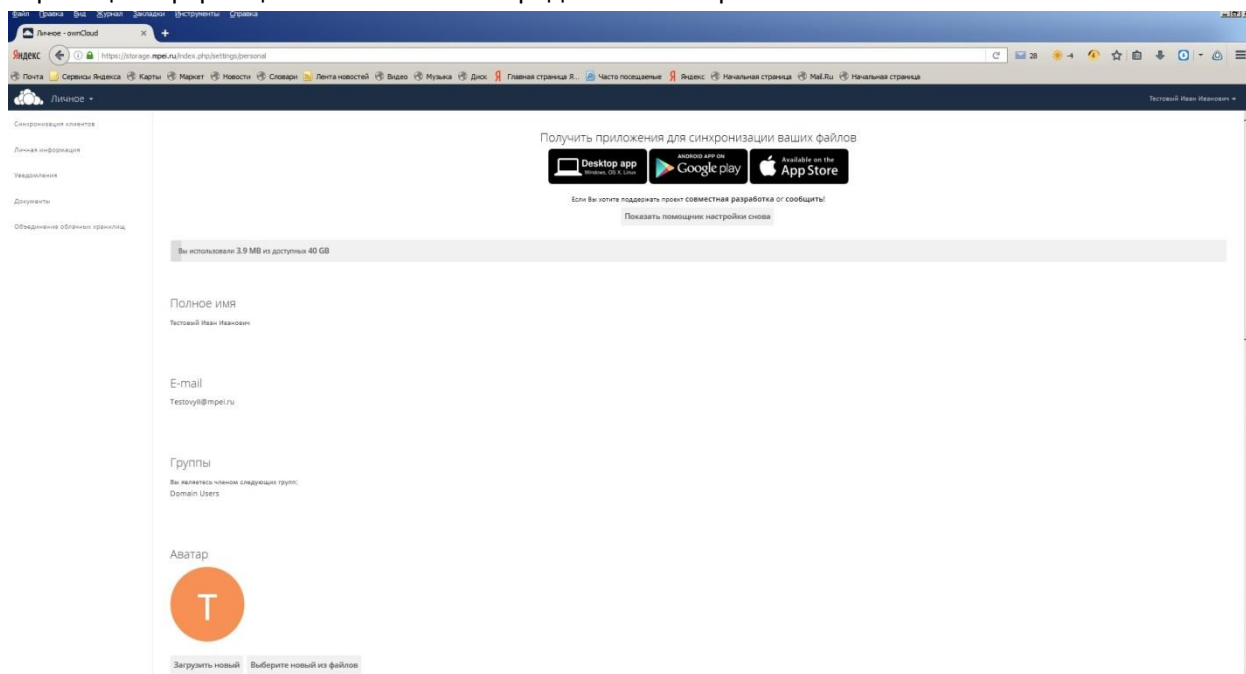 Файл Правка Вид Журнал Закладки Инструменты Справка
Личное - ownCloud × +
Яндекс https://storage.mpei.ru/index.php/settings/personal 28 -4
Почта Сервисы Яндекса Карты Маркет Новости Словари Лента новостей Видео Музыка Диск Главная страница Я... Часто посещаемые Яндекс Начальная страница Mail.Ru Начальная страница
Личное Тестовый Иван Иванович
Синхронизация клиентов
Личная информация
Уведомления
Документы
Объединение облачных хранилищ
Получить приложения для синхронизации ваших файлов
Desktop app
Windows, OS X, Linux
ANDROID APP ON
Google play
Available on the
App Store
Если Вы хотите поддержать проект совместная разработка or сообщить!
Показать помощник настройки снова
Вы использовали 3.9 MB из доступных 40 GB
Полное имя
Тестовый Иван Иванович
E-mail
TestovyII@mpei.ru
Группы
Вы являетесь членом следующих групп:
Domain Users
Аватар
T
Загрузить новый Выберите новый из файлов